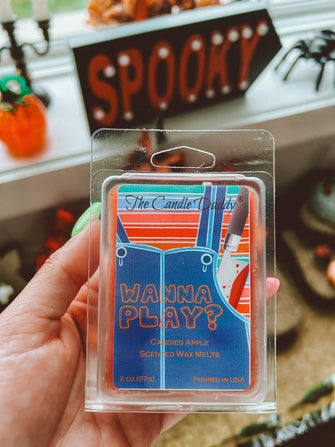 SPOOKY
The Candle Daddy®
WANNA
PLAY?
CANDIED APPLE
SCENTED WAX MELTS
2 OZ (57G) POURED IN USA